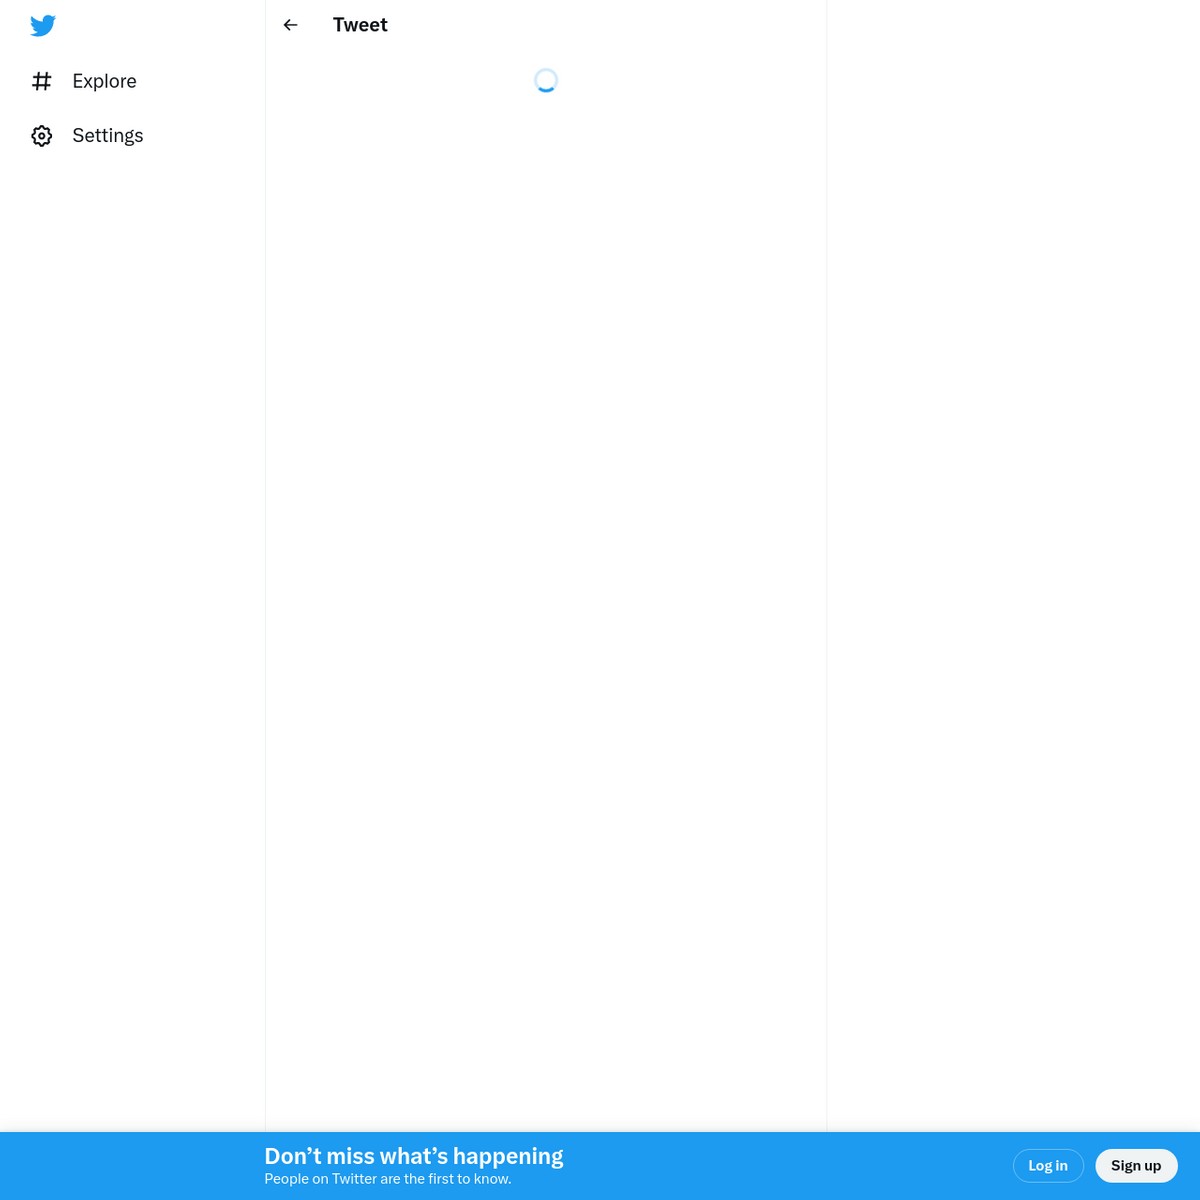 Tweet
Explore
Settings
Don’t miss what’s happening
People on Twitter are the first to know.
Log in
Sign up